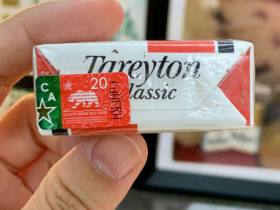 Tareyton
Classic
CA
20
CALIFORNIA TAX PAID